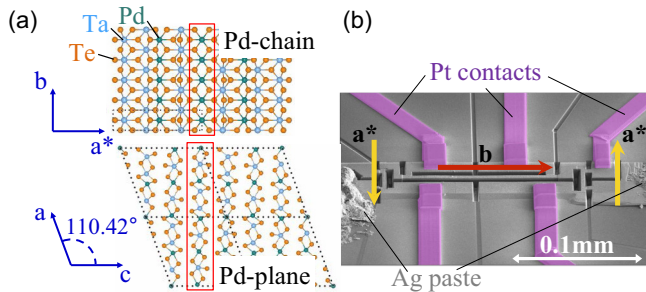 (a)
Pd
Ta
Te
Pd-chain
b
a*
a
110.42°
c
Pd-plane
(b)
Pt contacts
a*
b
a*
0.1mm
Ag paste